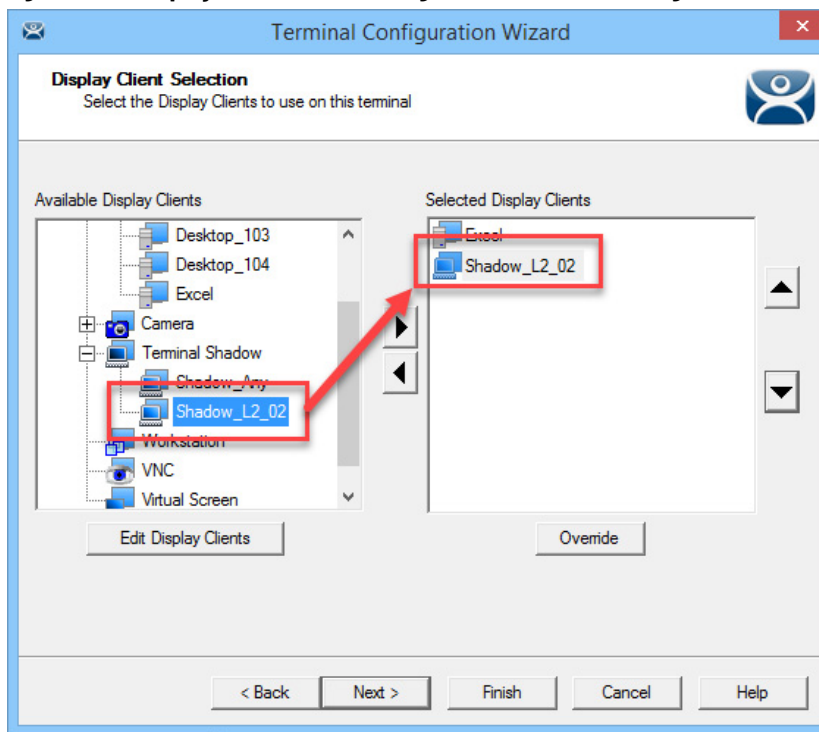 Terminal Configuration Wizard
Display Client Selection
Select the Display Clients to use on this terminal
Available Display Clients
Selected Display Clients
Desktop_103
Desktop_104
Excel
Camera
Terminal Shadow
Shadow_Any
Shadow_L2_02
Workstation
VNC
Virtual Screen
Excel
Shadow_L2_02
Edit Display Clients
Override
< Back
Next >
Finish
Cancel
Help